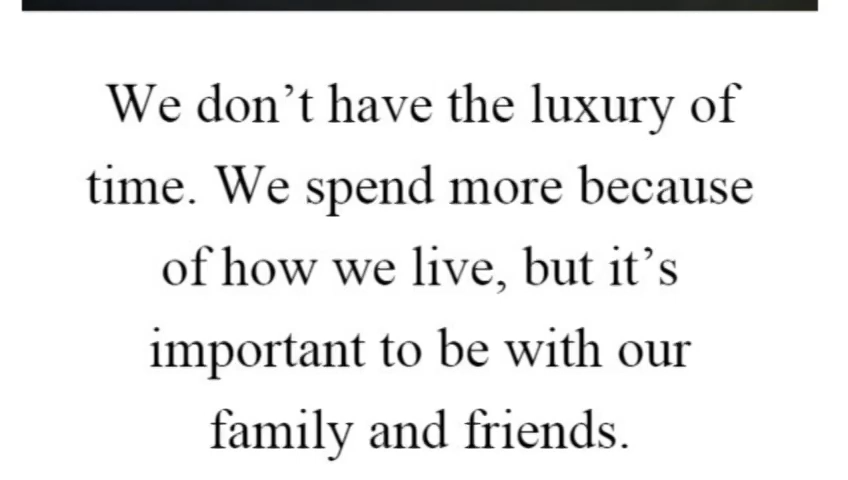 We don’t have the luxury of
time. We spend more because
of how we live, but it’s
important to be with our
family and friends.